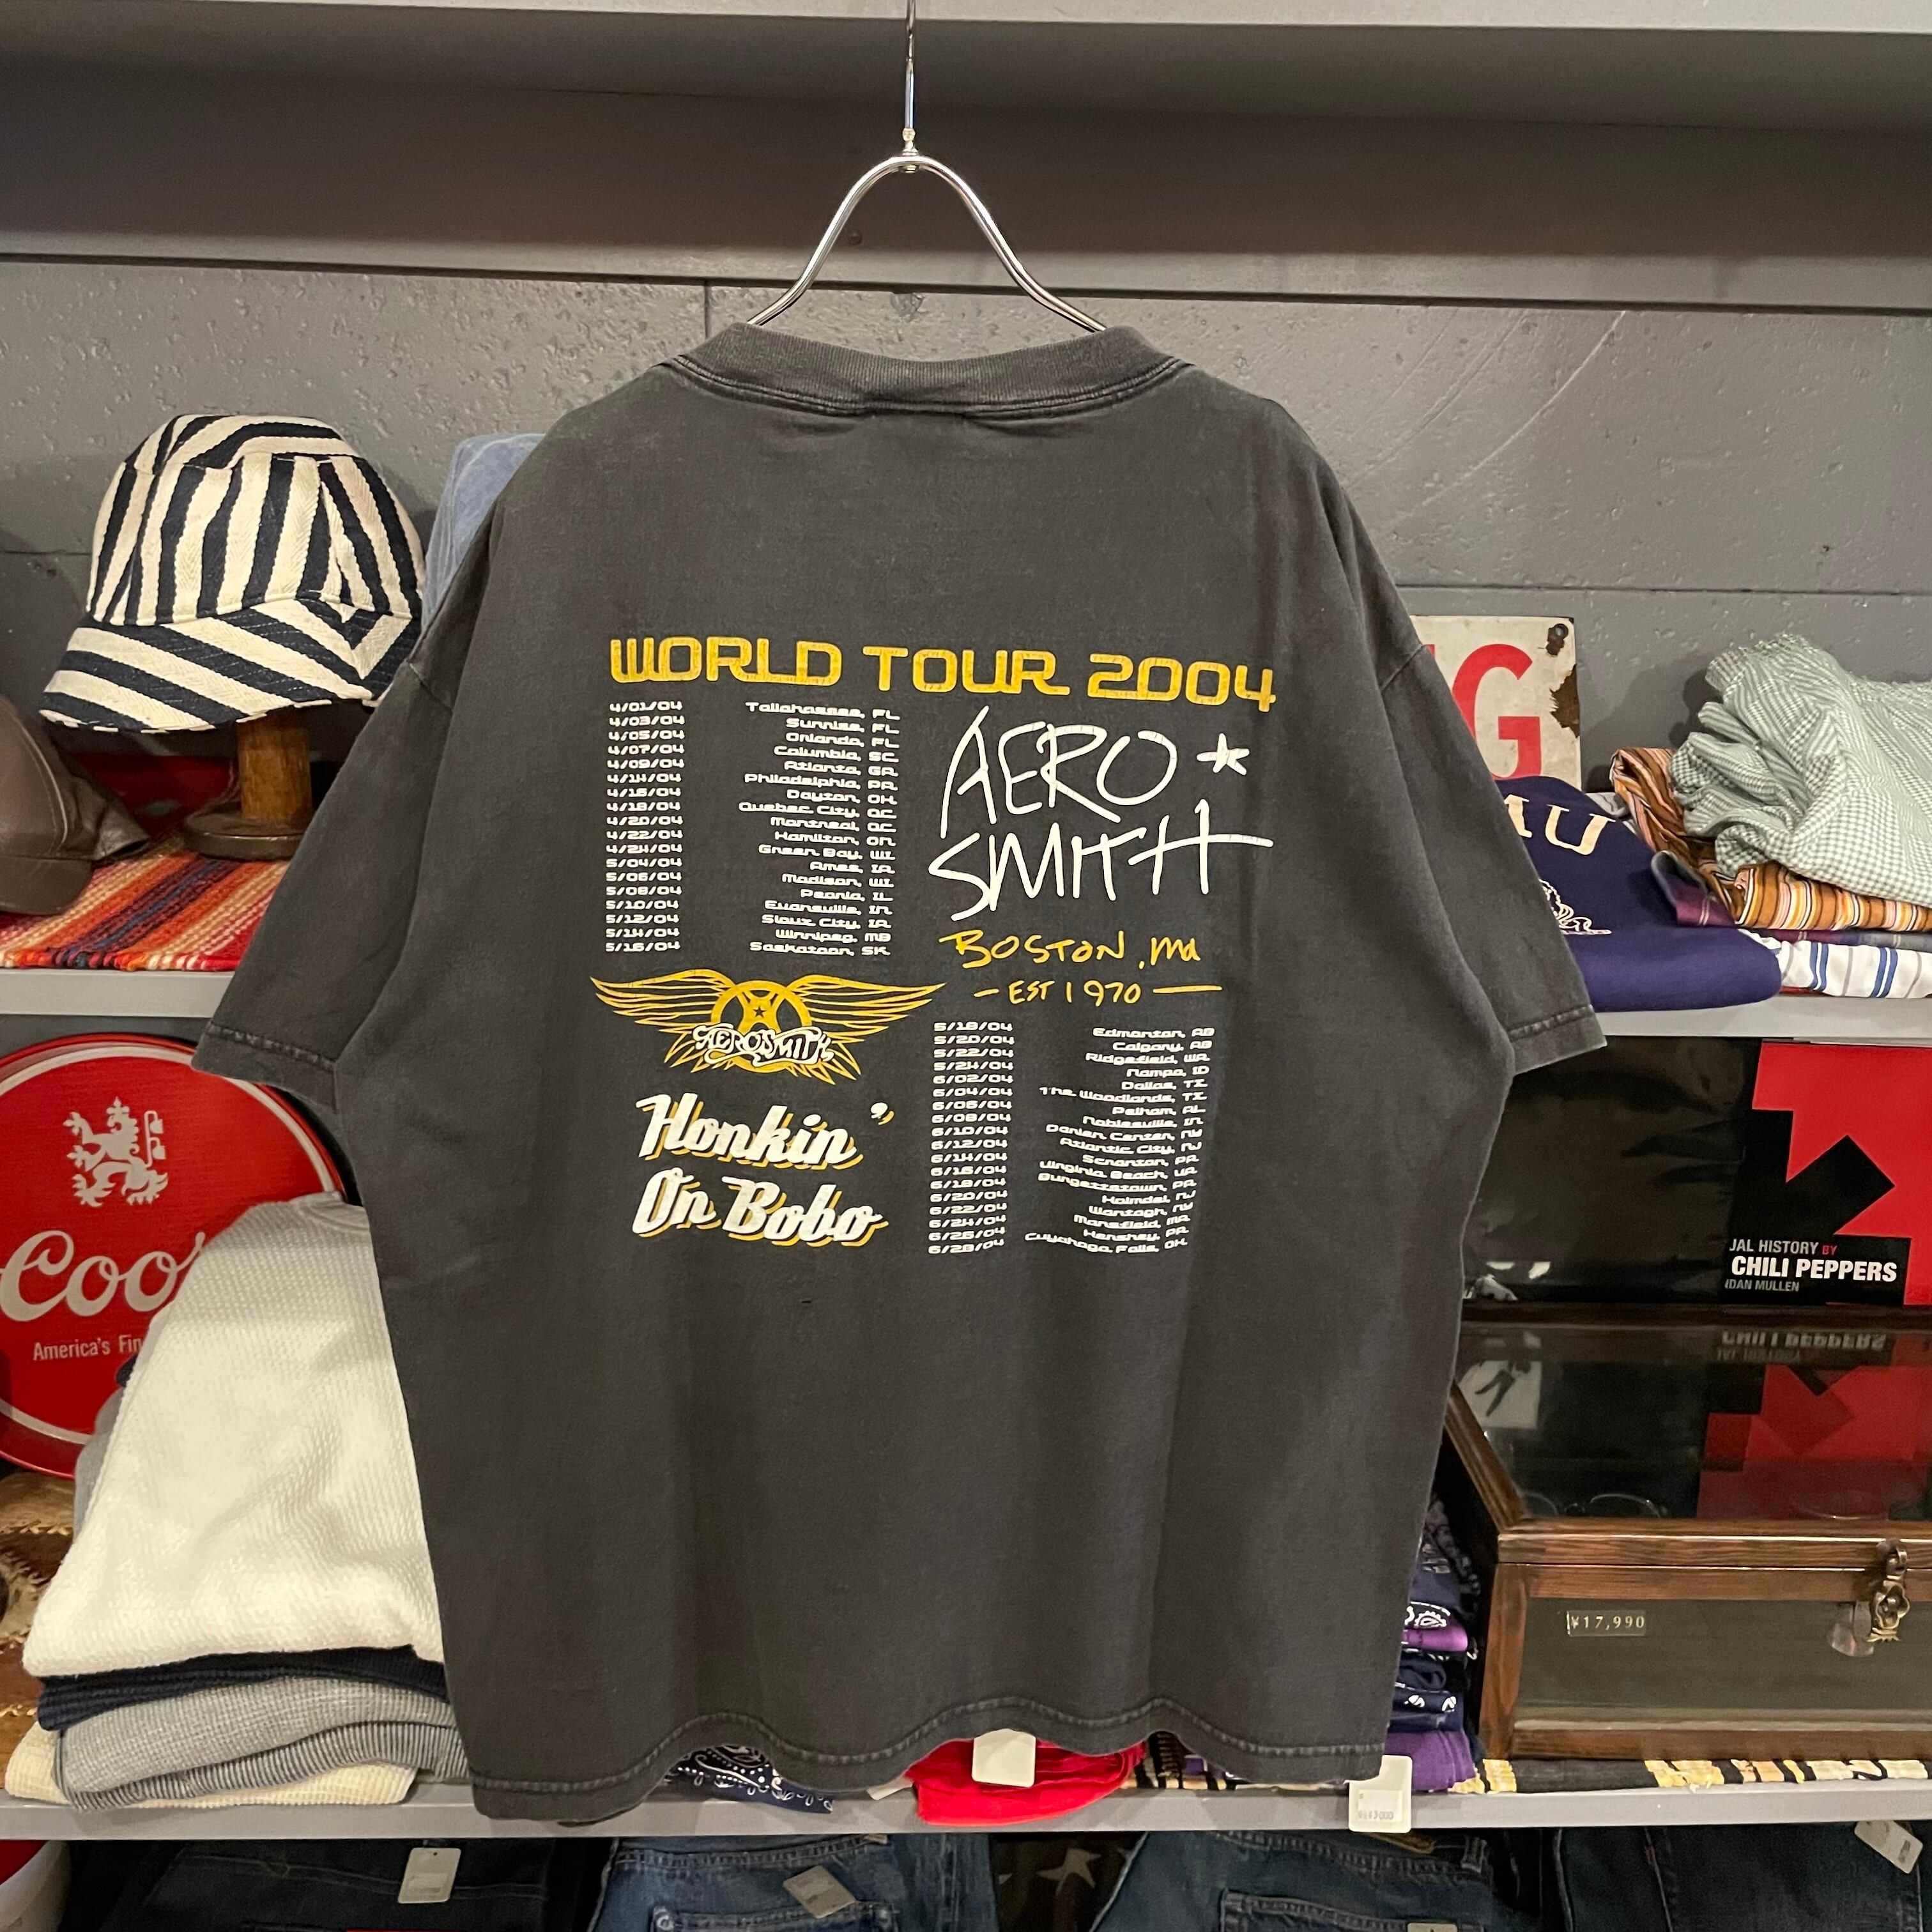 WORLD TOUR 2004
4/01/04 Tallahassee, FL
4/03/04 Sunrise, FL
4/05/04 Orlando, FL
4/07/04 Columbia, SC
4/09/04 Atlanta, GA
4/14/04 Philadelphia, PA
4/16/04 Dayton, OH
4/18/04 Quebec City, QC
4/20/04 Montreal, QC
4/22/04 Hamilton, ON
4/24/04 Green Bay, WI
5/04/04 Ames, IA
5/06/04 Madison, WI
5/08/04 Peoria, IL
5/10/04 Evansville, IN
5/12/04 Sioux City, IA
5/14/04 Winnipeg, MB
5/16/04 Saskatoon, SK
AERO
SMITH
BOSTON, MA
- EST 1970 -
AEROSMITH
Honkin'
On Bobo
5/18/04 Edmonton, AB
5/20/04 Calgary, AB
5/22/04 Ridgefield, WA
5/24/04 Nampa, ID
6/02/04 Dallas, TX
6/04/04 The Woodlands, TX
6/06/04 Pelham, AL
6/08/04 Noblesville, IN
6/10/04 Darien Center, NY
6/12/04 Atlantic City, NJ
6/14/04 Scranton, PA
6/16/04 Virginia Beach, VA
6/18/04 Burgettstown, PA
6/20/04 Holmdel, NJ
6/22/04 Wantagh, NY
6/24/04 Mansfield, MA
6/26/04 Hershey, PA
6/28/04 Cuyahoga Falls, OH
G
AU
Coo
America's
JAL HISTORY BY
CHILI PEPPERS
DAN MULLEN
¥17,990